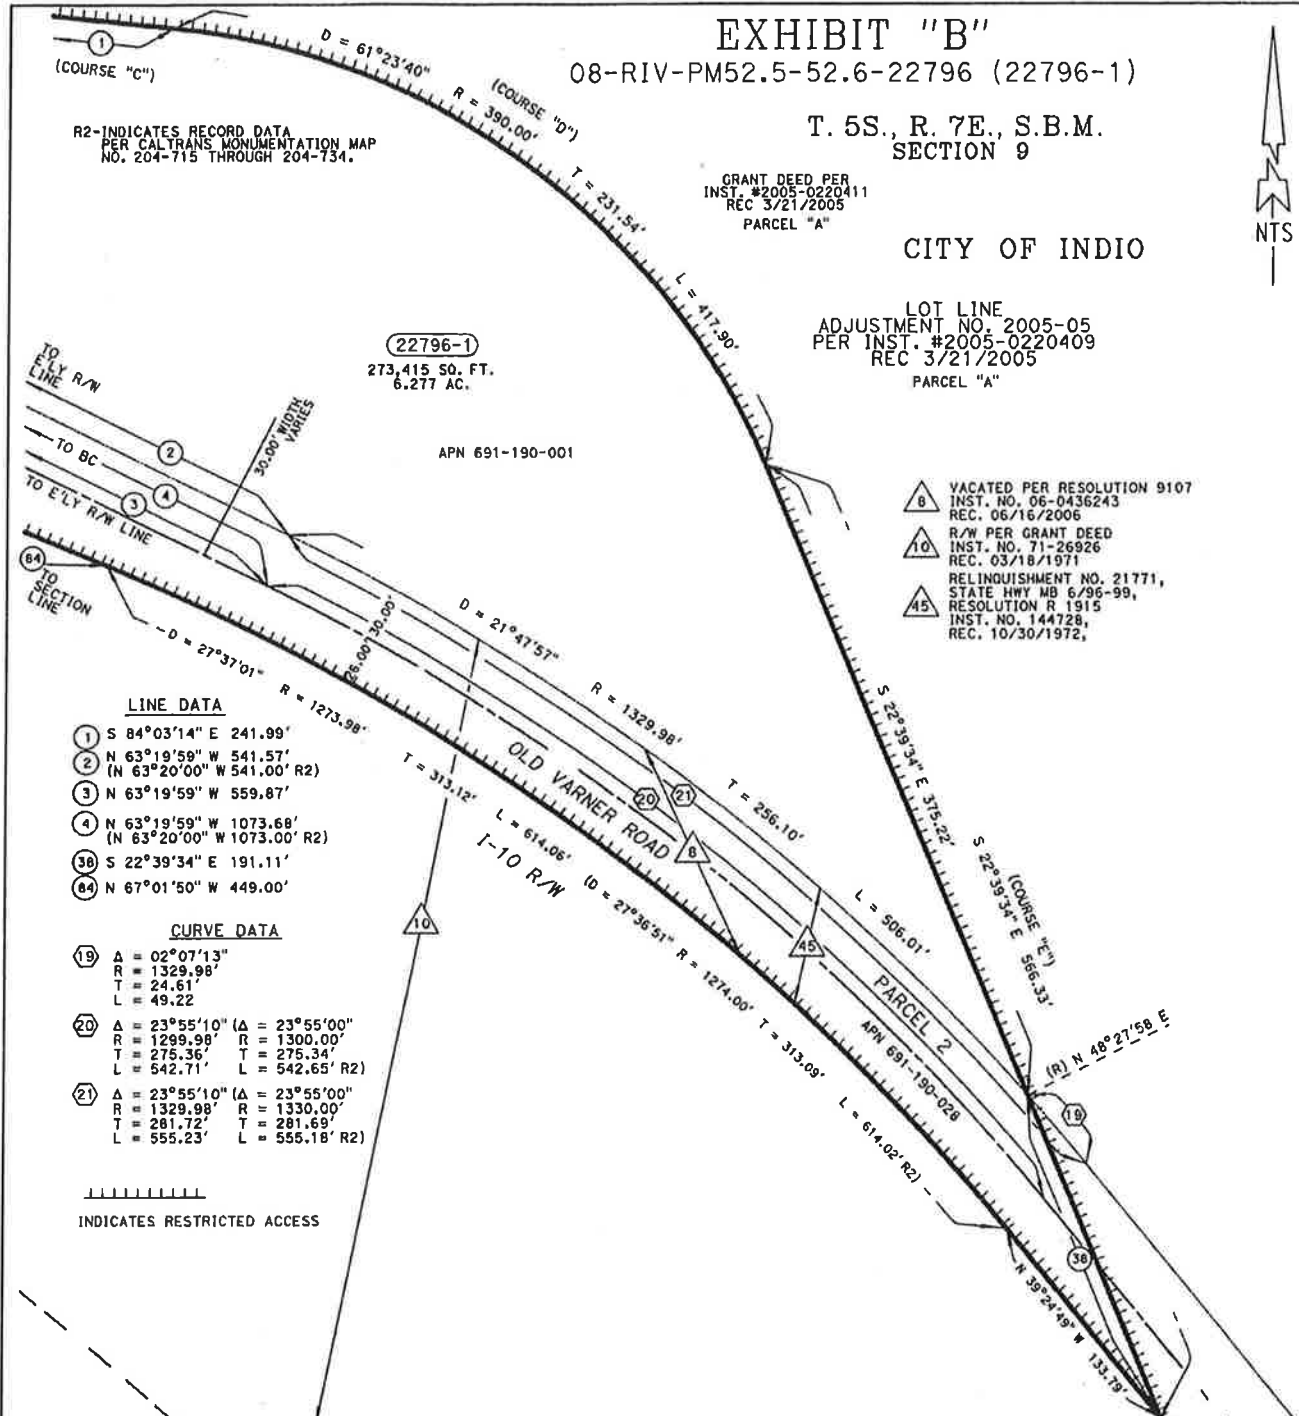 EXHIBIT "B"
08-RIV-PM52.5-52.6-22796 (22796-1)
T. 5S., R. 7E., S.B.M.
SECTION 9
GRANT DEED PER
INST. #2005-0220411
REC 3/21/2005
PARCEL "A"
NTS
CITY OF INDIO
LOT LINE
ADJUSTMENT NO. 2005-05
PER INST. #2005-0220409
REC 3/21/2005
PARCEL "A"
1
(COURSE "C")
D = 61°23'40"
R = 390.00'
(COURSE "D")
T = 231.54'
L = 417.90'
R2-INDICATES RECORD DATA
PER CALTRANS MONUMENTATION MAP
NO. 204-715 THROUGH 204-734.
22796-1
273,415 SQ. FT.
6.277 AC.
APN 691-190-001
TO
E'LY R/W
LINE
2
TO BC
4
3
TO E'LY R/W LINE
30.00' WIDTH
VARIES
64
TO
SECTION
LINE
8
VACATED PER RESOLUTION 9107
INST. NO. 06-0436243
REC. 06/16/2006
10
R/W PER GRANT DEED
INST. NO. 71-26926
REC. 03/18/1971
45
RELINQUISHMENT NO. 21771,
STATE HWY MB 6/96-99,
RESOLUTION R 1915
INST. NO. 144728,
REC. 10/30/1972,
26.00' 30.00'
D = 21°47'57"
R = 1329.98'
T = 256.10'
L = 506.01'
D = 27°37'01"
R = 1273.98'
T = 313.12'
L = 614.06'
(D = 27°36'51"
R = 1274.00'
T = 313.09'
L = 614.02' R2)
OLD VARNER ROAD
I-10 R/W
20
21
8
10
45
PARCEL 2
APN 691-190-028
S 22°39'34" E 375.22'
(COURSE "E")
S 22°39'34" E 566.33'
(R) N 48°27'58 E
19
38
N 39°24'49" W 133.79'
LINE DATA
1 S 84°03'14" E 241.99'
2 N 63°19'59" W 541.57'
(N 63°20'00" W 541.00' R2)
3 N 63°19'59" W 559.87'
4 N 63°19'59" W 1073.68'
(N 63°20'00" W 1073.00' R2)
38 S 22°39'34" E 191.11'
64 N 67°01'50" W 449.00'
CURVE DATA
19 Δ = 02°07'13"
R = 1329.98'
T = 24.61'
L = 49.22
20 Δ = 23°55'10" (Δ = 23°55'00"
R = 1299.98' R = 1300.00'
T = 275.36' T = 275.34'
L = 542.71' L = 542.65' R2)
21 Δ = 23°55'10" (Δ = 23°55'00"
R = 1329.98' R = 1330.00'
T = 281.72' T = 281.69'
L = 555.23' L = 555.18' R2)
INDICATES RESTRICTED ACCESS